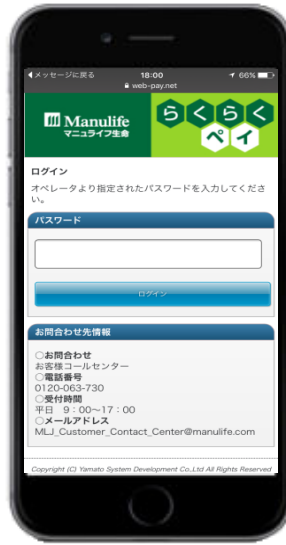 メッセージに戻る 18:00 66%
web-pay.net
Manulife
マニュライフ生命
らくらく
ペイ
ログイン
オペレータより指定されたパスワードを入力してくださ
い。
パスワード
ログイン
お問合わせ先情報
○お問合わせ
お客様コールセンター
○電話番号
0120-063-730
○受付時間
平日 9:00~17:00
○メールアドレス
MLJ_Customer_Contact_Center@manulife.com
Copyright (C) Yamato System Development Co.,Ltd All Rights Reserved